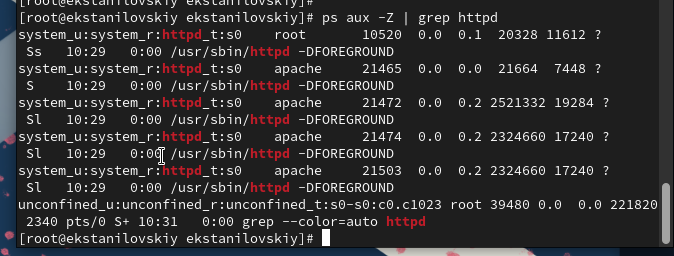 [root@ekstanilovskiy ekstanilovskiy]#
[root@ekstanilovskiy ekstanilovskiy]# ps aux -Z | grep httpd
system_u:system_r:httpd_t:s0    root       10520  0.0  0.1  20328 11612 ?
 Ss   10:29   0:00 /usr/sbin/httpd -DFOREGROUND
system_u:system_r:httpd_t:s0    apache     21465  0.0  0.0  21664  7448 ?
 S    10:29   0:00 /usr/sbin/httpd -DFOREGROUND
system_u:system_r:httpd_t:s0    apache     21472  0.0  0.2 2521332 19284 ?
 Sl   10:29   0:00 /usr/sbin/httpd -DFOREGROUND
system_u:system_r:httpd_t:s0    apache     21474  0.0  0.2 2324660 17240 ?
 Sl   10:29   0:00 /usr/sbin/httpd -DFOREGROUND
system_u:system_r:httpd_t:s0    apache     21503  0.0  0.2 2324660 17240 ?
 Sl   10:29   0:00 /usr/sbin/httpd -DFOREGROUND
unconfined_u:unconfined_r:unconfined_t:s0-s0:c0.c1023 root 39480 0.0  0.0 221820
 2340 pts/0 S+ 10:31   0:00 grep --color=auto httpd
[root@ekstanilovskiy ekstanilovskiy]#